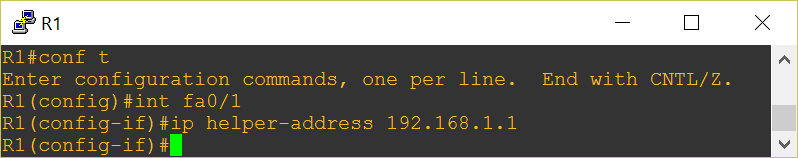 R1
R1#conf t
Enter configuration commands, one per line.  End with CNTL/Z.
R1(config)#int fa0/1
R1(config-if)#ip helper-address 192.168.1.1
R1(config-if)#